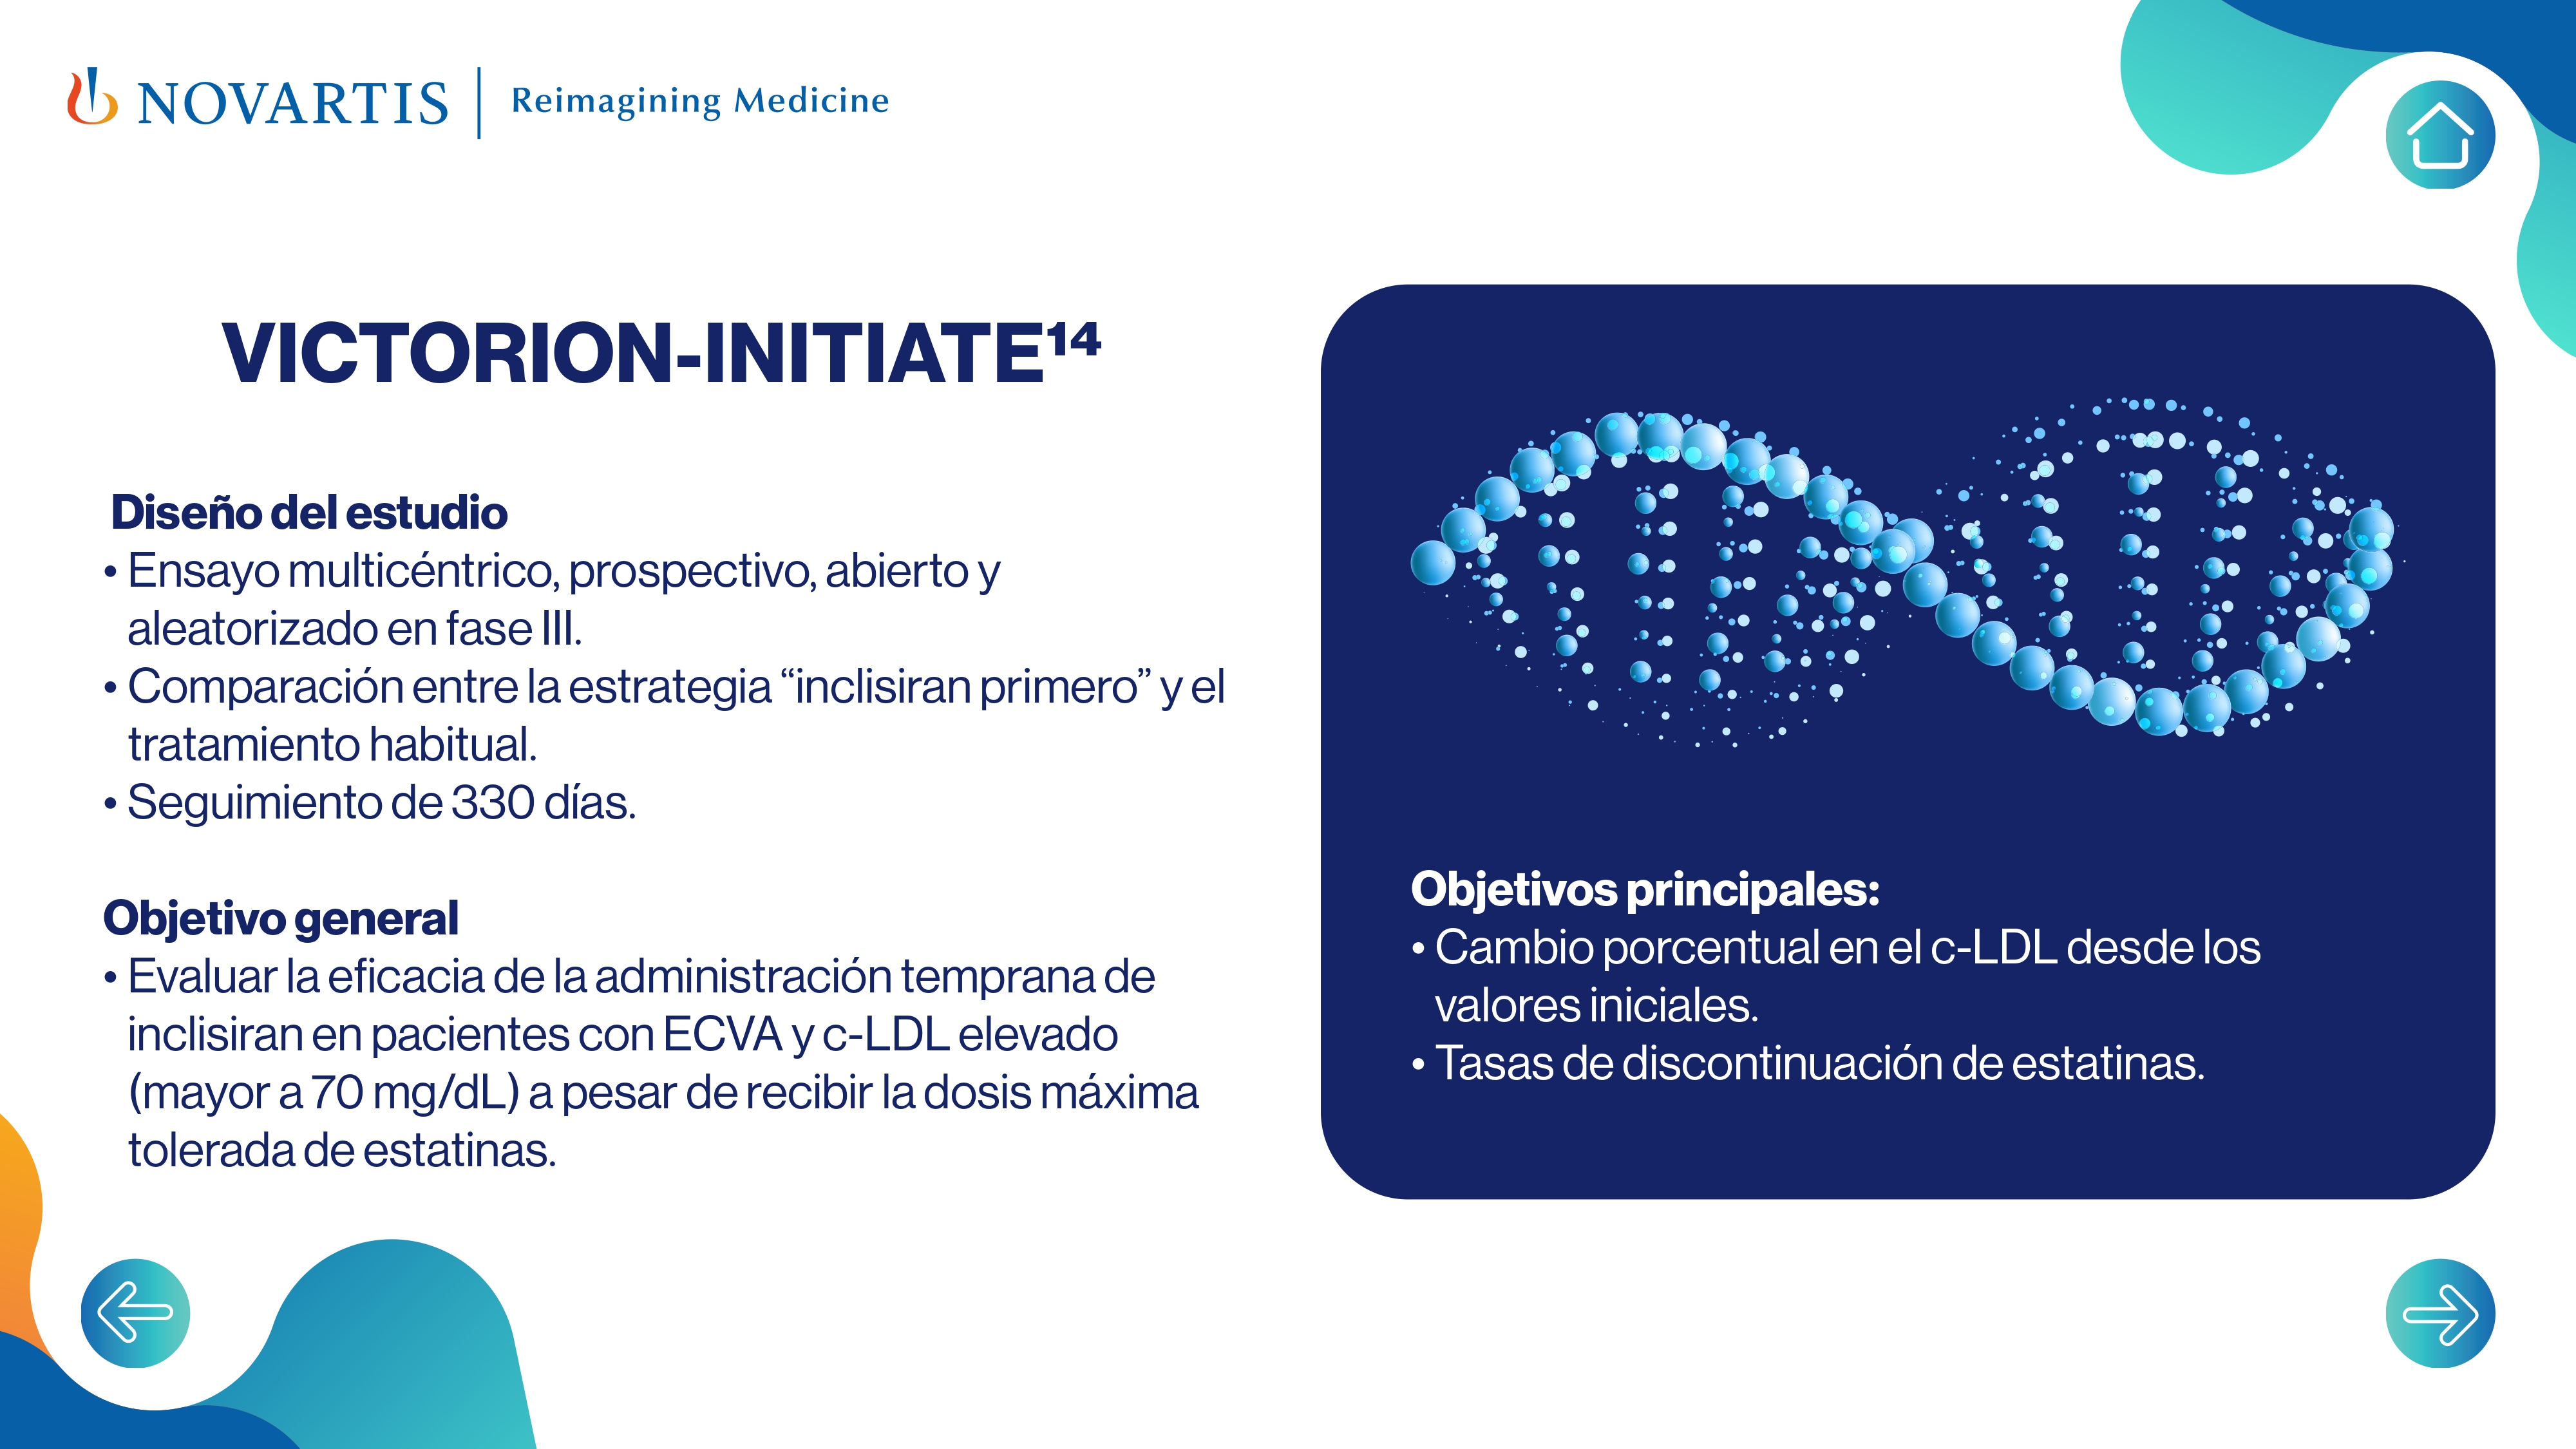 NOVARTIS | Reimagining Medicine
VICTORION-INITIATE¹⁴
Diseño del estudio
• Ensayo multicéntrico, prospectivo, abierto y
aleatorizado en fase III.
• Comparación entre la estrategia “inclisiran primero” y el
tratamiento habitual.
• Seguimiento de 330 días.
Objetivo general
• Evaluar la eficacia de la administración temprana de
inclisiran en pacientes con ECVA y c-LDL elevado
(mayor a 70 mg/dL) a pesar de recibir la dosis máxima
tolerada de estatinas.
Objetivos principales:
• Cambio porcentual en el c-LDL desde los
valores iniciales.
• Tasas de discontinuación de estatinas.